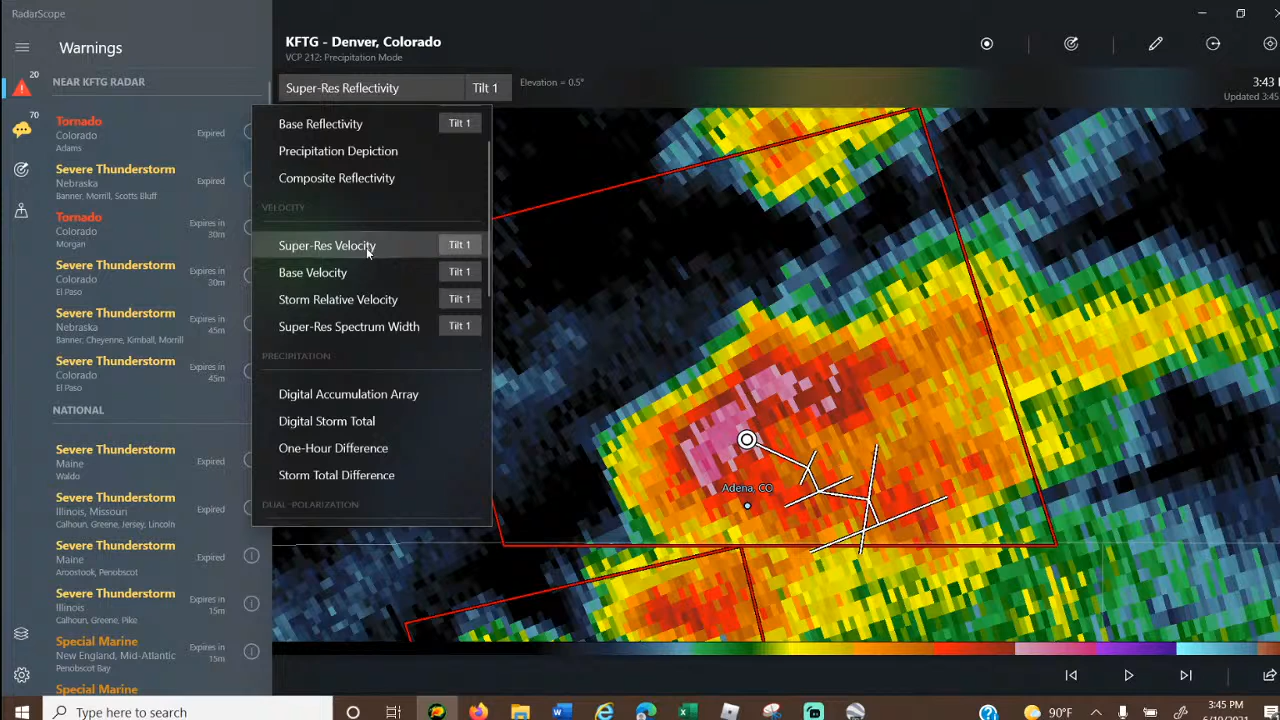 RadarScope
Warnings
20
70
NEAR KFTG RADAR
Tornado
Colorado
Adams
Expired
Severe Thunderstorm
Nebraska
Banner, Morrill, Scotts Bluff
Expired
Tornado
Colorado
Morgan
Expires in
30m
Severe Thunderstorm
Colorado
El Paso
Expires in
30m
Severe Thunderstorm
Nebraska
Banner, Cheyenne, Kimball, Morrill
Expires in
45m
Severe Thunderstorm
Colorado
El Paso
Expires in
45m
NATIONAL
Severe Thunderstorm
Maine
Waldo
Expired
Severe Thunderstorm
Illinois, Missouri
Calhoun, Greene, Jersey, Lincoln
Expired
Severe Thunderstorm
Maine
Aroostook, Penobscot
Expired
Severe Thunderstorm
Illinois
Calhoun, Greene, Pike
Expires in
15m
Special Marine
New England, Mid-Atlantic
Penobscot Bay
Expires in
15m
Special Marine
KFTG - Denver, Colorado
VCP 212: Precipitation Mode
Super-Res Reflectivity Tilt 1 Elevation = 0.5°
3:43
Updated 3:45
Base Reflectivity Tilt 1
Precipitation Depiction
Composite Reflectivity
VELOCITY
Super-Res Velocity Tilt 1
Base Velocity Tilt 1
Storm Relative Velocity Tilt 1
Super-Res Spectrum Width Tilt 1
PRECIPITATION
Digital Accumulation Array
Digital Storm Total
One-Hour Difference
Storm Total Difference
DUAL-POLARIZATION
Adena, CO
Type here to search
90°F
3:45 PM